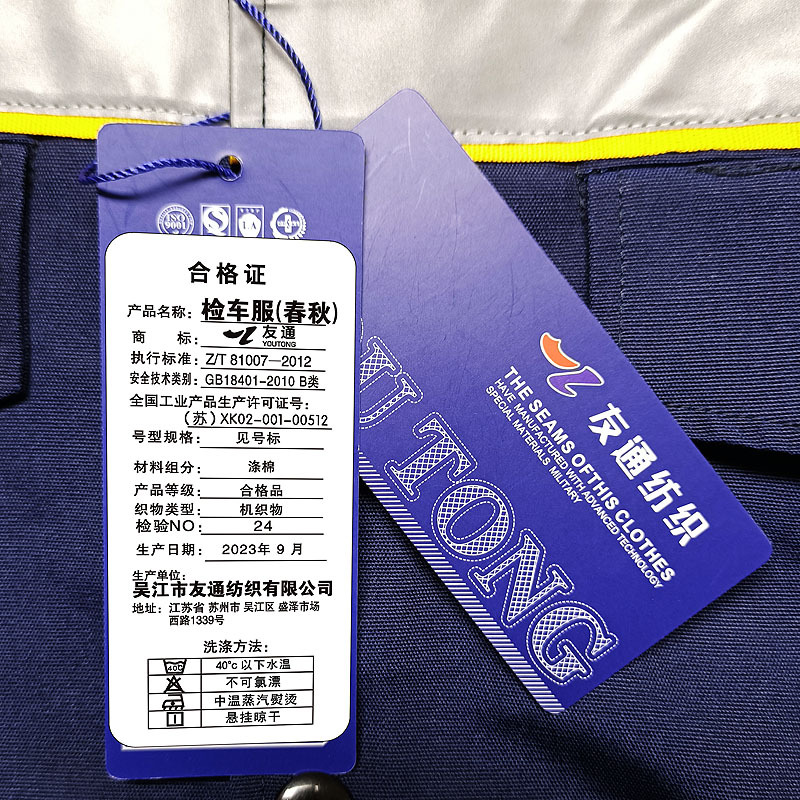 ISO
9001
合格证
产品名称: 检车服(春秋)
商 标: 友通
YOUTONG
执行标准: Z/T 81007—2012
安全技术类别: GB18401-2010 B类
全国工业产品生产许可证号:
(苏) XK02-001-00512
号型规格: 见号标
材料组分: 涤棉
产品等级: 合格品
织物类型: 机织物
检验NO: 24
生产日期: 2023年 9 月
生产单位:
吴江市友通纺织有限公司
地址: 江苏省 苏州市 吴江区 盛泽市场
西路1339号
洗涤方法:
40℃ 以下水温
不可氯漂
中温蒸汽熨烫
悬挂晾干
友通纺织
THE SEAMS OFTHIS CLOTHES
HAVE MANUFACTURED WITH ADVANCED TECHNOLOGY
SPECIAL MATERIALS MILITARY
U TONG